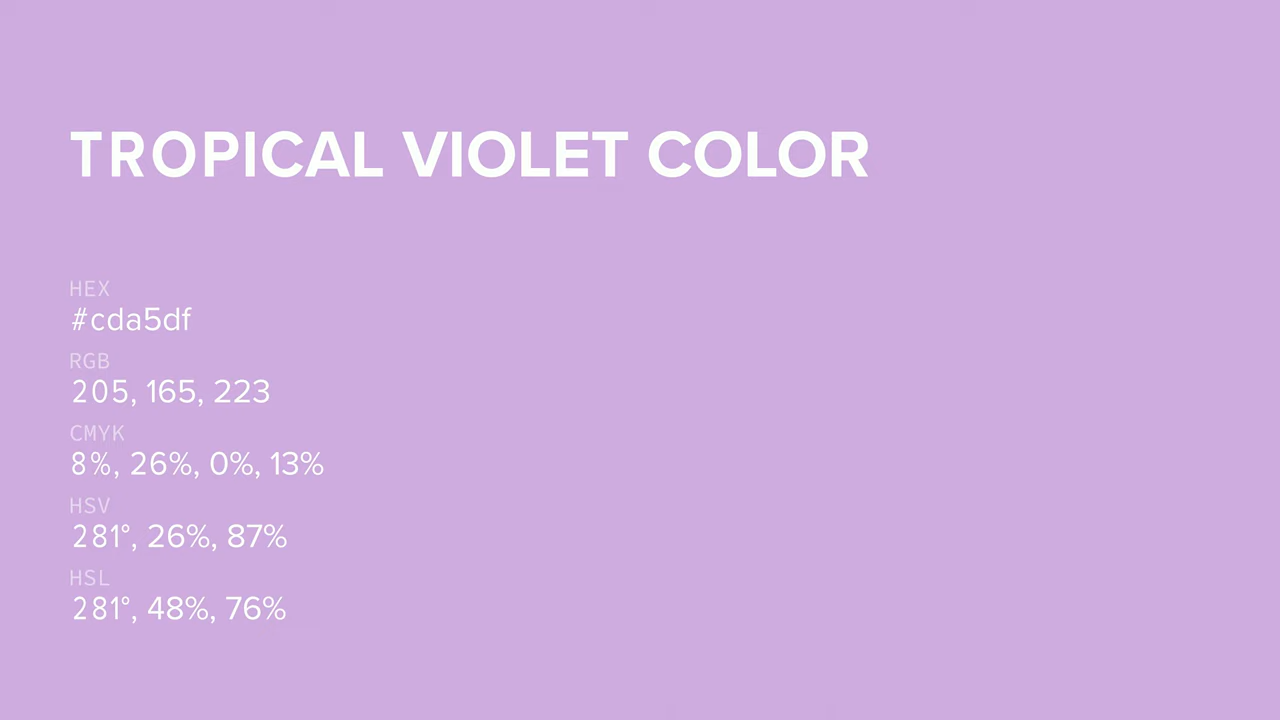 TROPICAL VIOLET COLOR
HEX
#cda5df
RGB
205, 165, 223
CMYK
8%, 26%, 0%, 13%
HSV
281°, 26%, 87%
HSL
281°, 48%, 76%